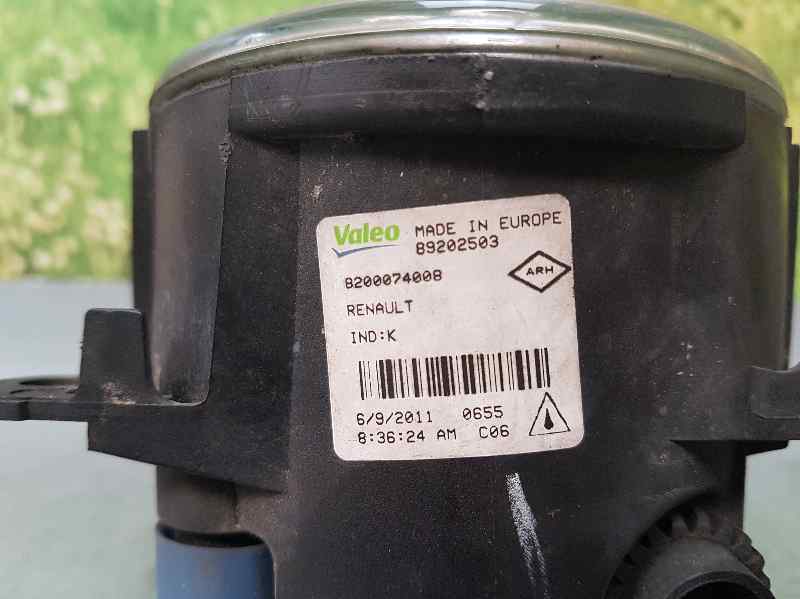 Valeo MADE IN EUROPE
89202503
8200074008
ARH
RENAULT
IND:K
6/9/2011 0655
8:36:24 AM C06